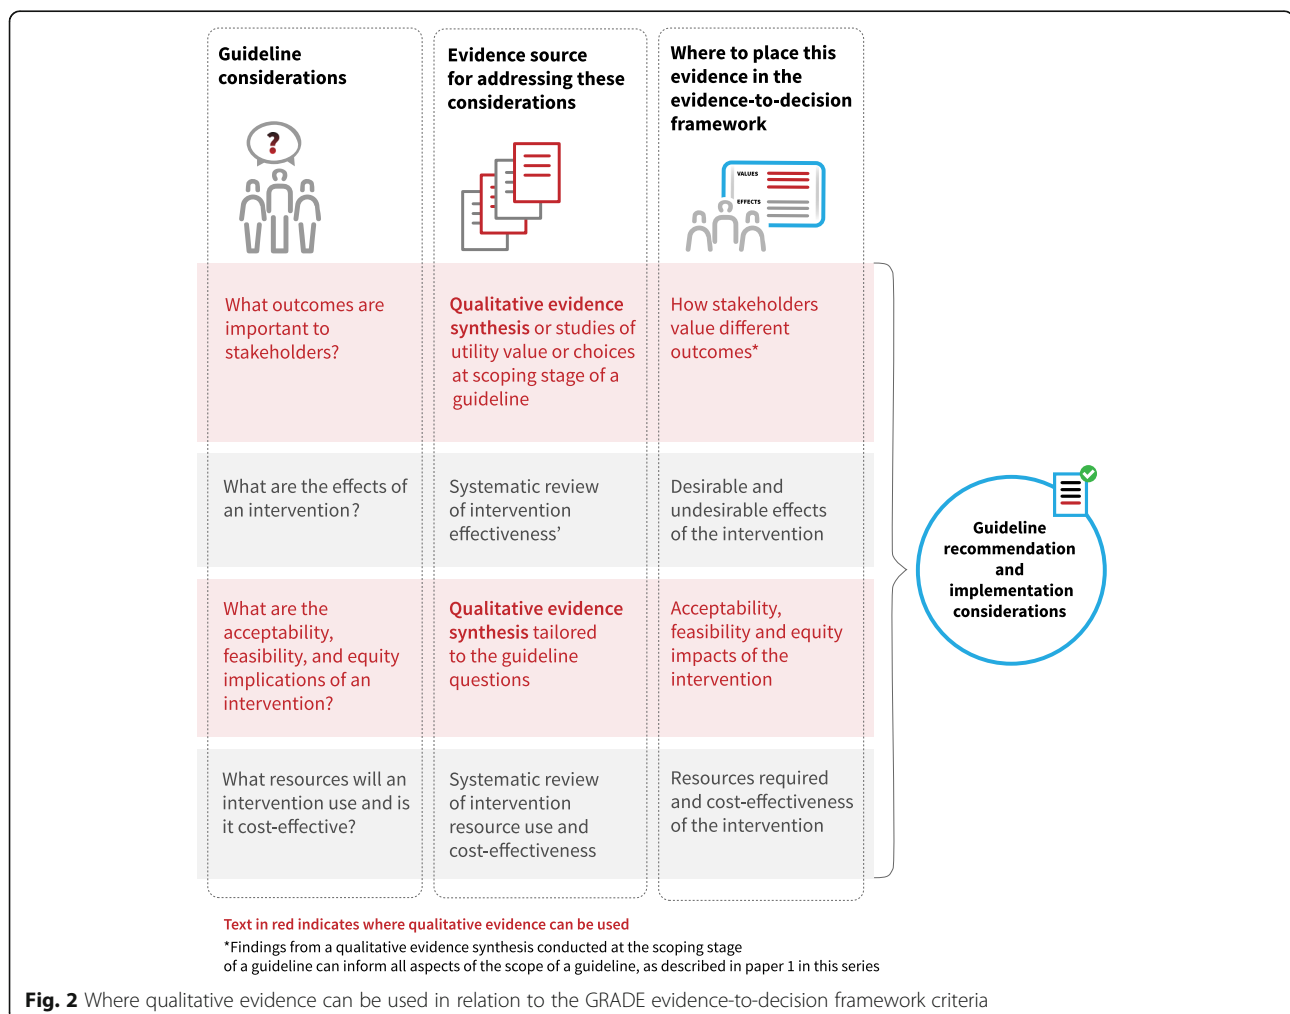 Guideline
considerations
Evidence source
for addressing these
considerations
Where to place this
evidence in the
evidence-to-decision
framework
?
VALUES
EFFECTS
What outcomes are
important to
stakeholders?
Qualitative evidence
synthesis or studies of
utility value or choices
at scoping stage of a
guideline
How stakeholders
value different
outcomes*
What are the effects of
an intervention?
Systematic review
of intervention
effectiveness’
Desirable and
undesirable effects
of the intervention
What are the
acceptability,
feasibility, and equity
implications of an
intervention?
Qualitative evidence
synthesis tailored
to the guideline
questions
Acceptability,
feasibility and equity
impacts of the
intervention
What resources will an
intervention use and is
it cost-effective?
Systematic review
of intervention
resource use and
cost-effectiveness
Resources required
and cost-effectiveness
of the intervention
Guideline
recommendation
and
implementation
considerations
Text in red indicates where qualitative evidence can be used
*Findings from a qualitative evidence synthesis conducted at the scoping stage
of a guideline can inform all aspects of the scope of a guideline, as described in paper 1 in this series
Fig. 2 Where qualitative evidence can be used in relation to the GRADE evidence-to-decision framework criteria